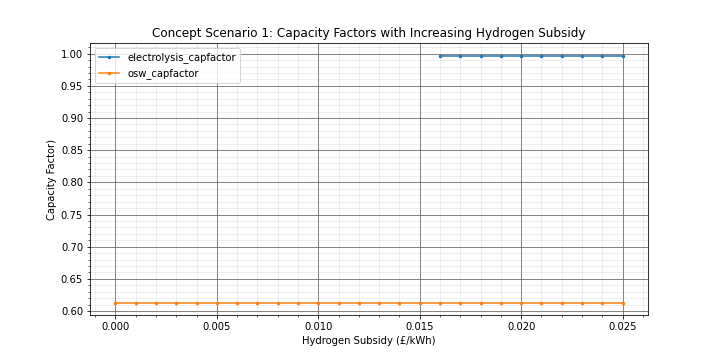 Concept Scenario 1: Capacity Factors with Increasing Hydrogen Subsidy
electrolysis_capfactor
osw_capfactor
1.00
0.95
0.90
0.85
0.80
0.75
0.70
0.65
0.60
Capacity Factor)
0.000 0.005 0.010 0.015 0.020 0.025
Hydrogen Subsidy (£/kWh)